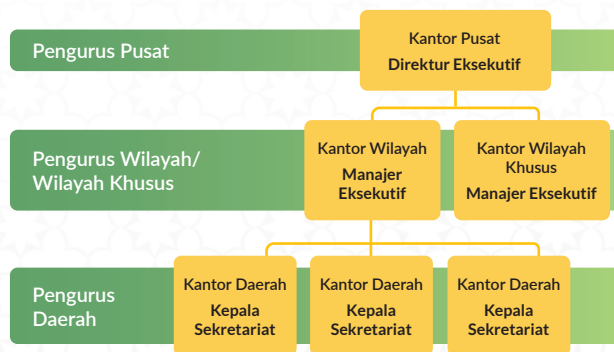 Pengurus Pusat
Kantor Pusat
Direktur Eksekutif
Pengurus Wilayah/
Wilayah Khusus
Kantor Wilayah
Manajer
Eksekutif
Kantor Wilayah
Khusus
Manajer Eksekutif
Pengurus
Daerah
Kantor Daerah
Kepala
Sekretariat
Kantor Daerah
Kepala
Sekretariat
Kantor Daerah
Kepala
Sekretariat